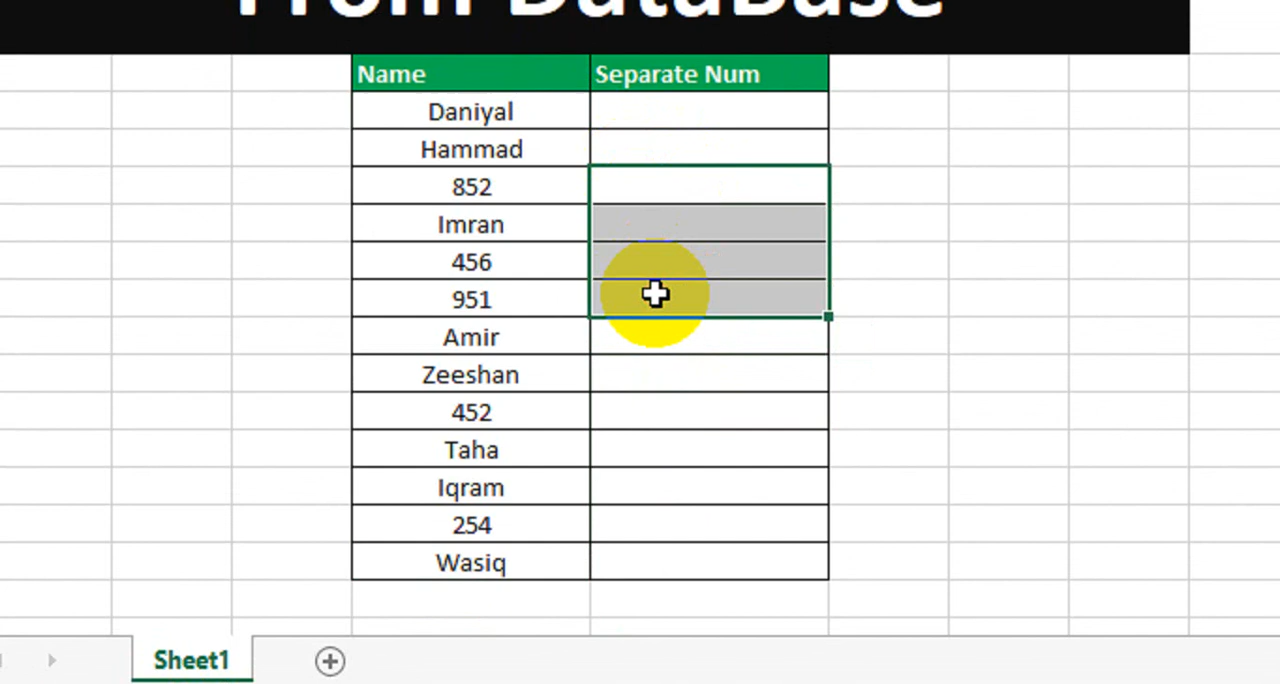 From DataBase
Name Separate Num
Daniyal
Hammad
852
Imran
456
951
Amir
Zeeshan
452
Taha
Iqram
254
Wasiq
Sheet1